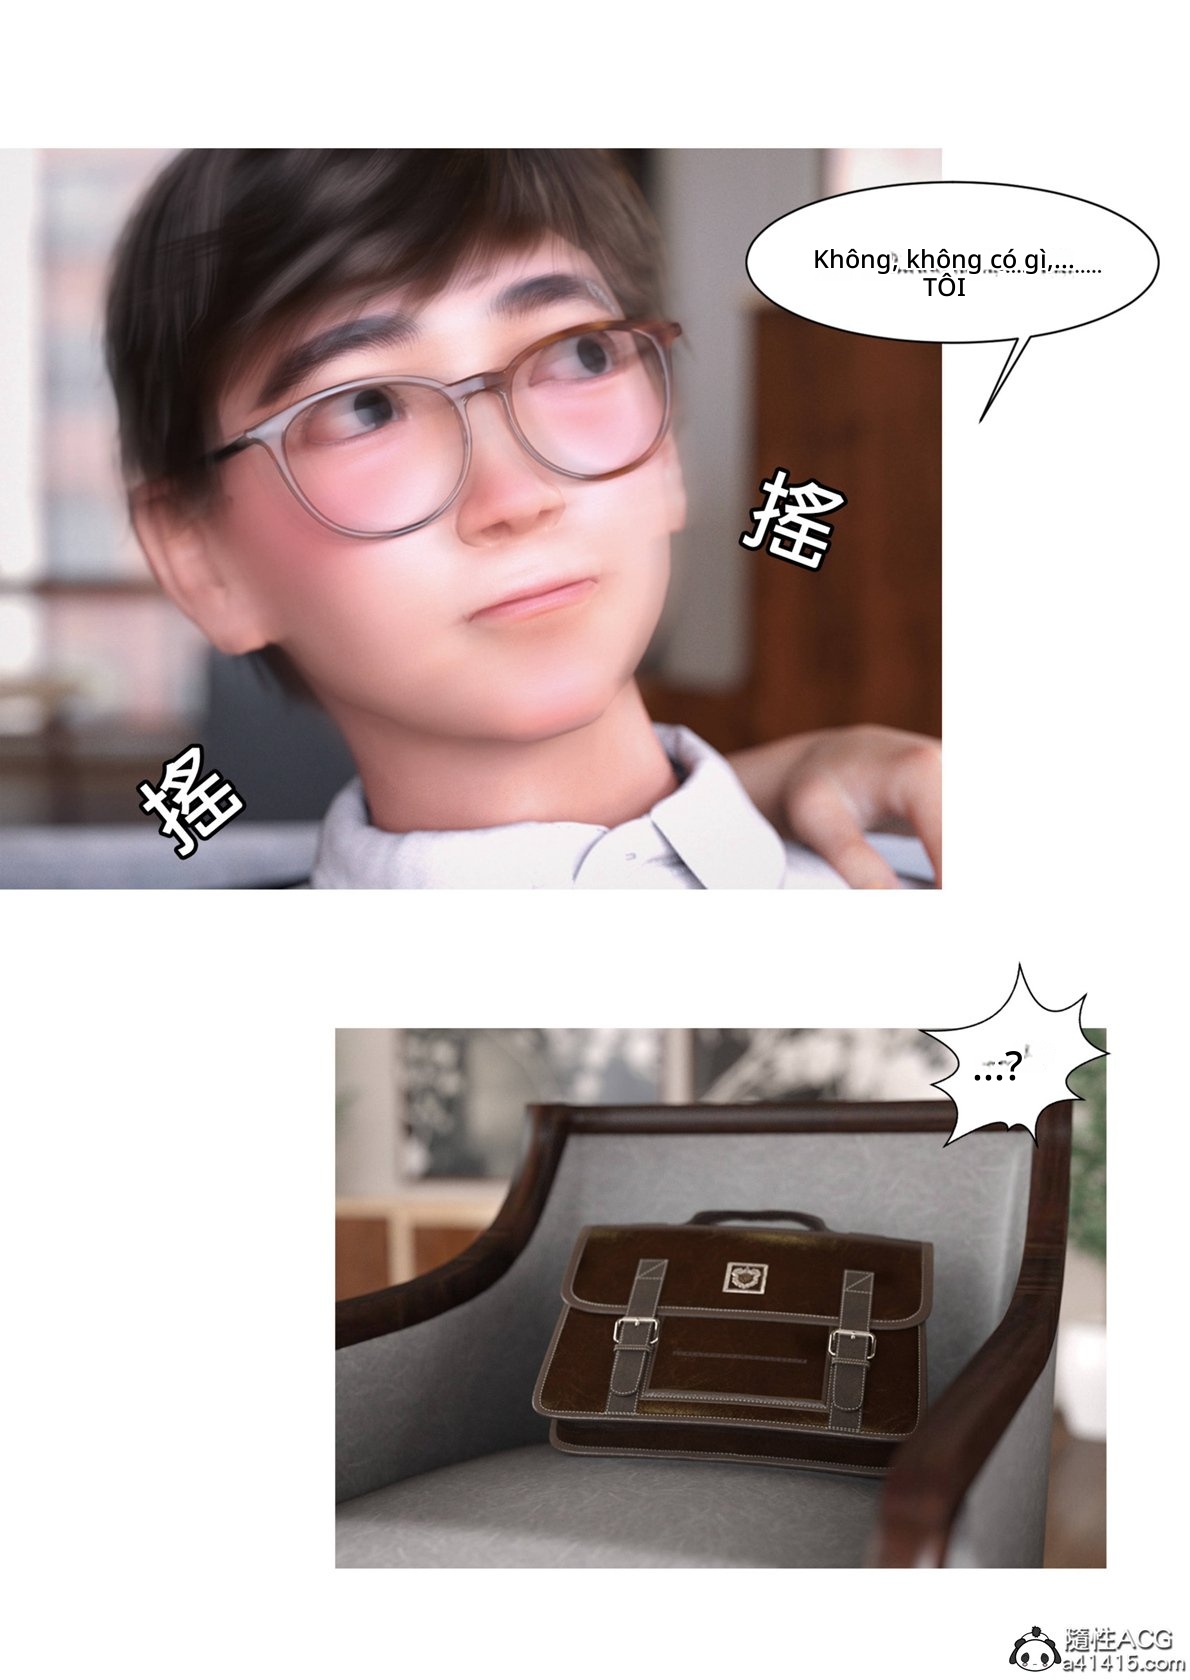 Không, không có gì,...
TÔI
搖
搖
...?
隨性ACG
a41415.com